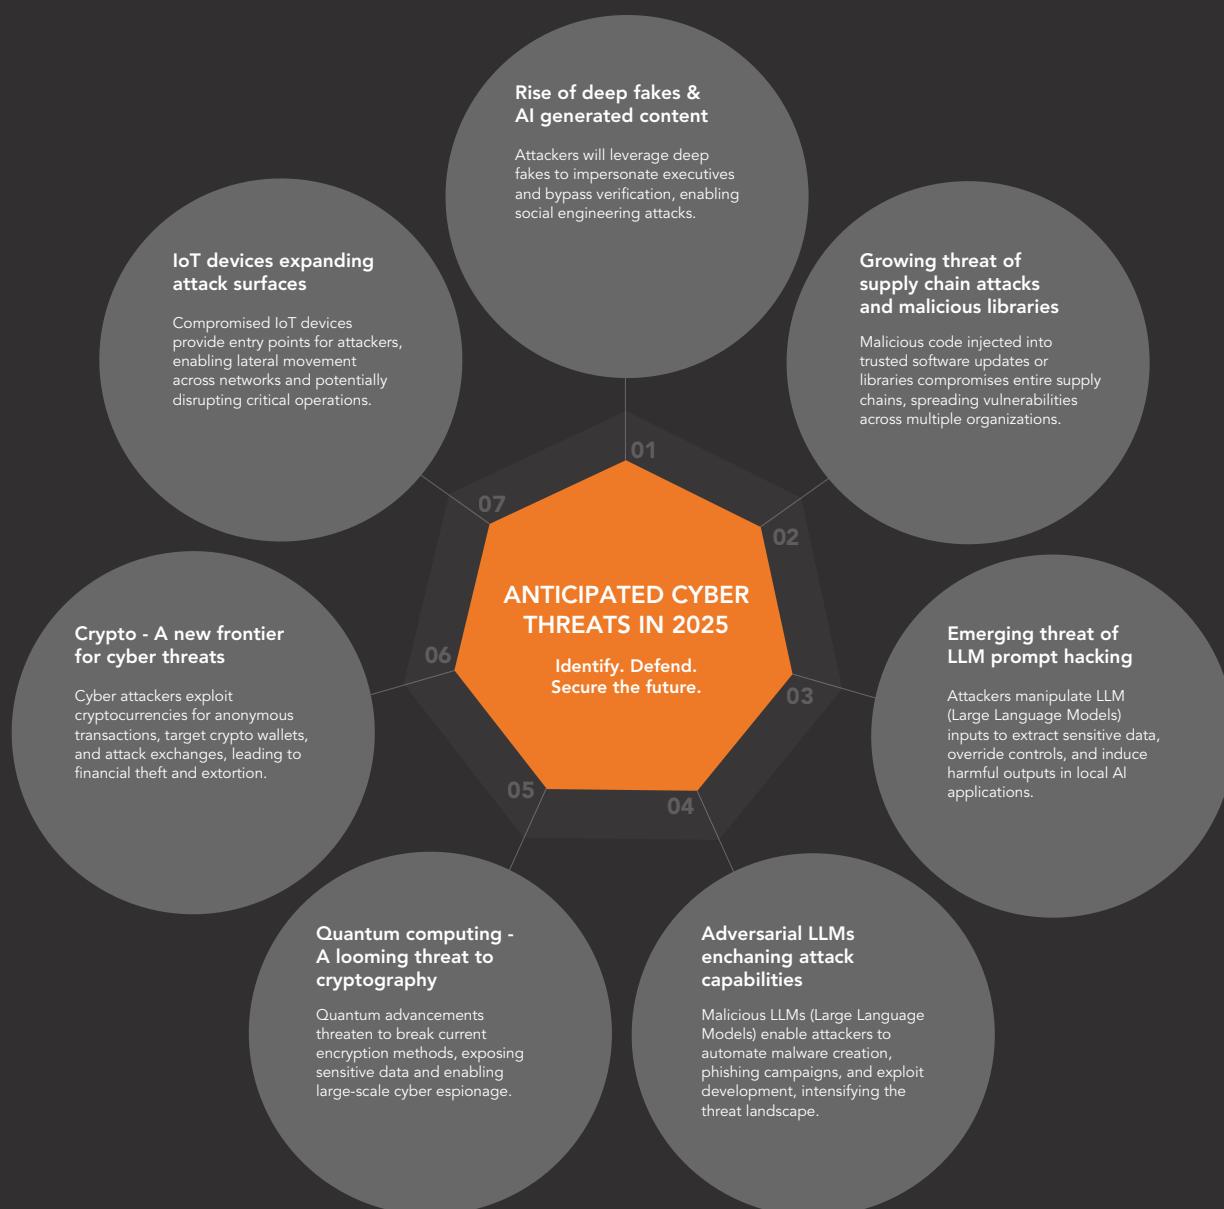 ANTICIPATED CYBER
THREATS IN 2025
Identify. Defend.
Secure the future.
01
Rise of deep fakes &
AI generated content
Attackers will leverage deep
fakes to impersonate executives
and bypass verification, enabling
social engineering attacks.
02
Growing threat of
supply chain attacks
and malicious libraries
Malicious code injected into
trusted software updates or
libraries compromises entire supply
chains, spreading vulnerabilities
across multiple organizations.
03
Emerging threat of
LLM prompt hacking
Attackers manipulate LLM
(Large Language Models)
inputs to extract sensitive data,
override controls, and induce
harmful outputs in local AI
applications.
04
Adversarial LLMs
enchaning attack
capabilities
Malicious LLMs (Large Language
Models) enable attackers to
automate malware creation,
phishing campaigns, and exploit
development, intensifying the
threat landscape.
05
Quantum computing -
A looming threat to
cryptography
Quantum advancements
threaten to break current
encryption methods, exposing
sensitive data and enabling
large-scale cyber espionage.
06
Crypto - A new frontier
for cyber threats
Cyber attackers exploit
cryptocurrencies for anonymous
transactions, target crypto wallets,
and attack exchanges, leading to
financial theft and extortion.
07
IoT devices expanding
attack surfaces
Compromised IoT devices
provide entry points for attackers,
enabling lateral movement
across networks and potentially
disrupting critical operations.